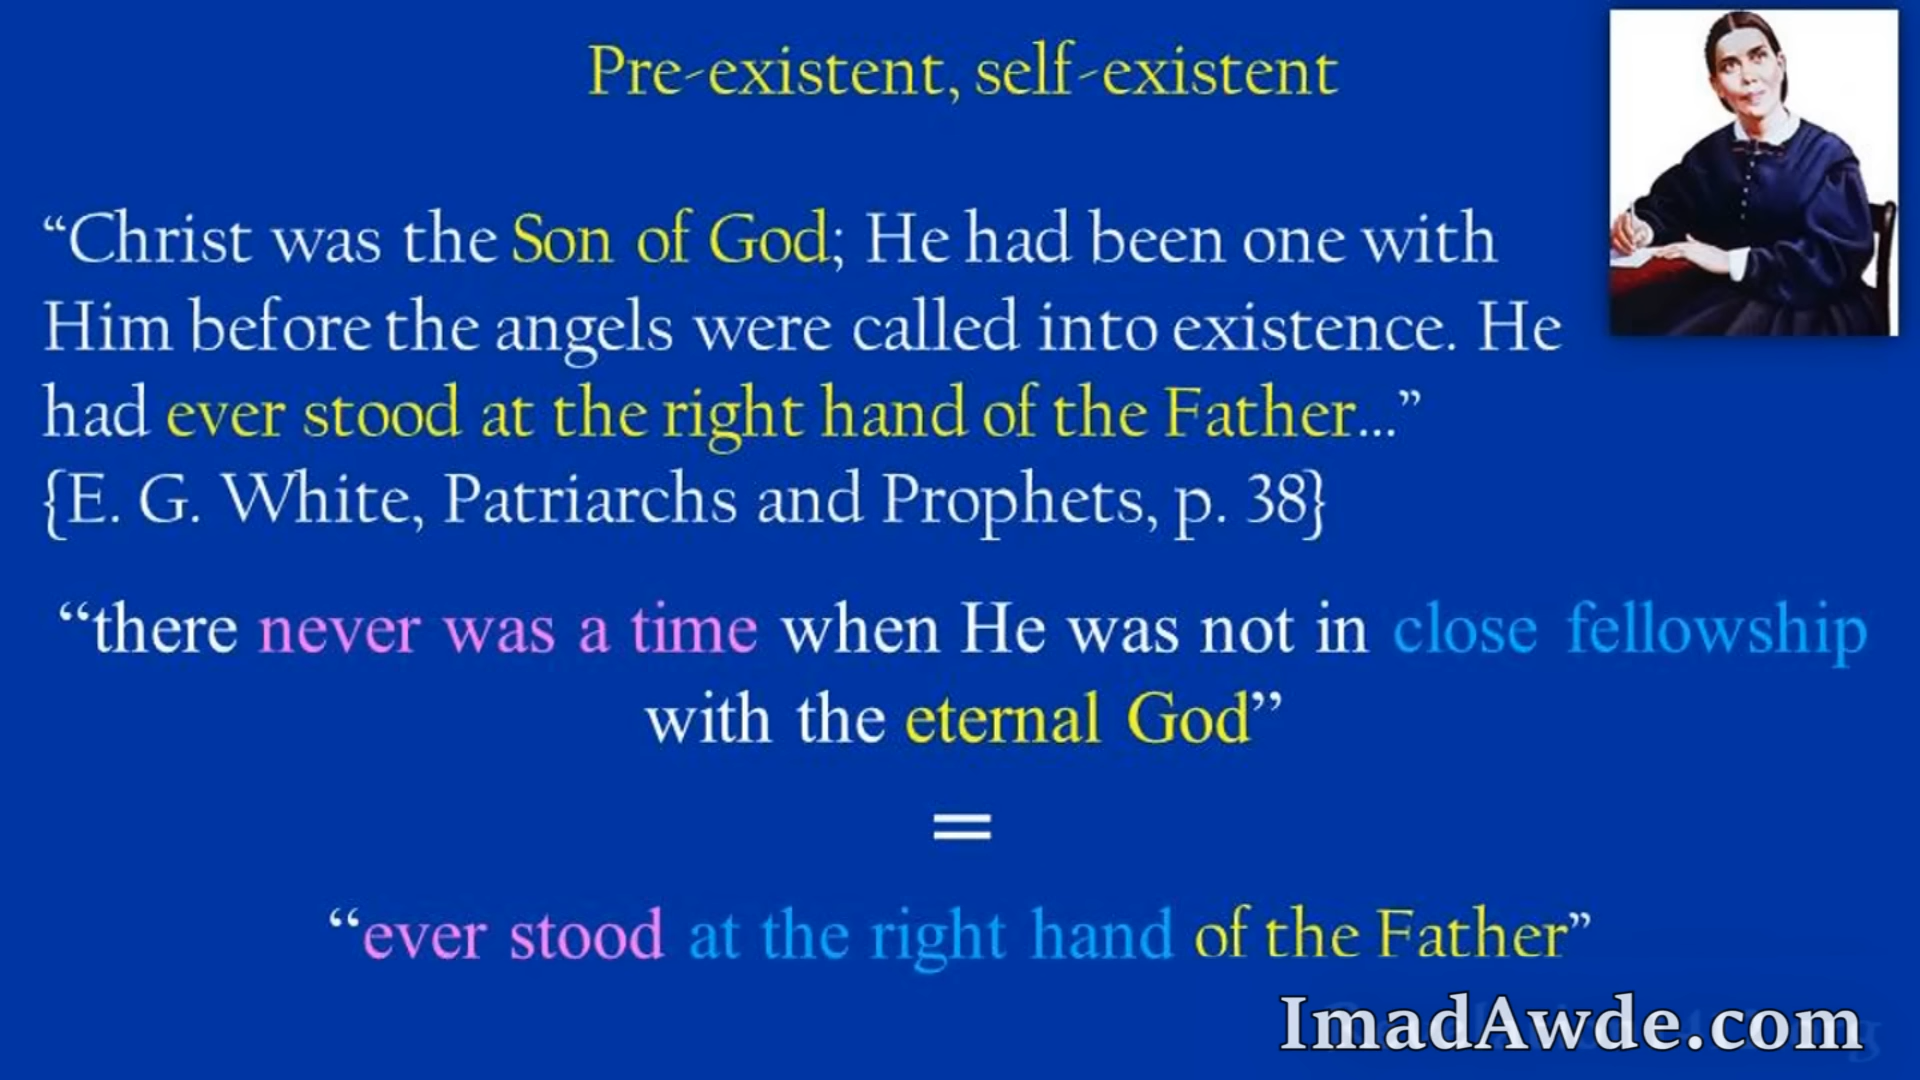 Pre-existent, self-existent
“Christ was the Son of God; He had been one with
Him before the angels were called into existence. He
had ever stood at the right hand of the Father...”
{E. G. White, Patriarchs and Prophets, p. 38}
“there never was a time when He was not in close fellowship
with the eternal God”
=
“ever stood at the right hand of the Father”
ImadAwde.com